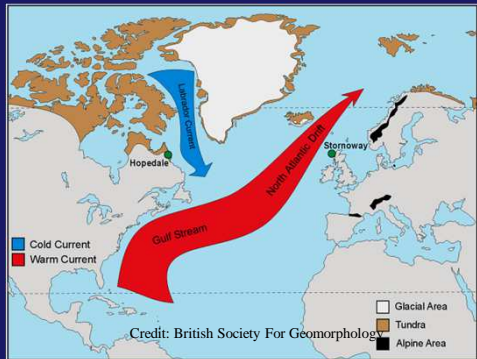 Labrador Current
Hopedale
Stornoway
North Atlantic Drift
Gulf Stream
Cold Current
Warm Current
Glacial Area
Tundra
Alpine Area
Credit: British Society For Geomorphology